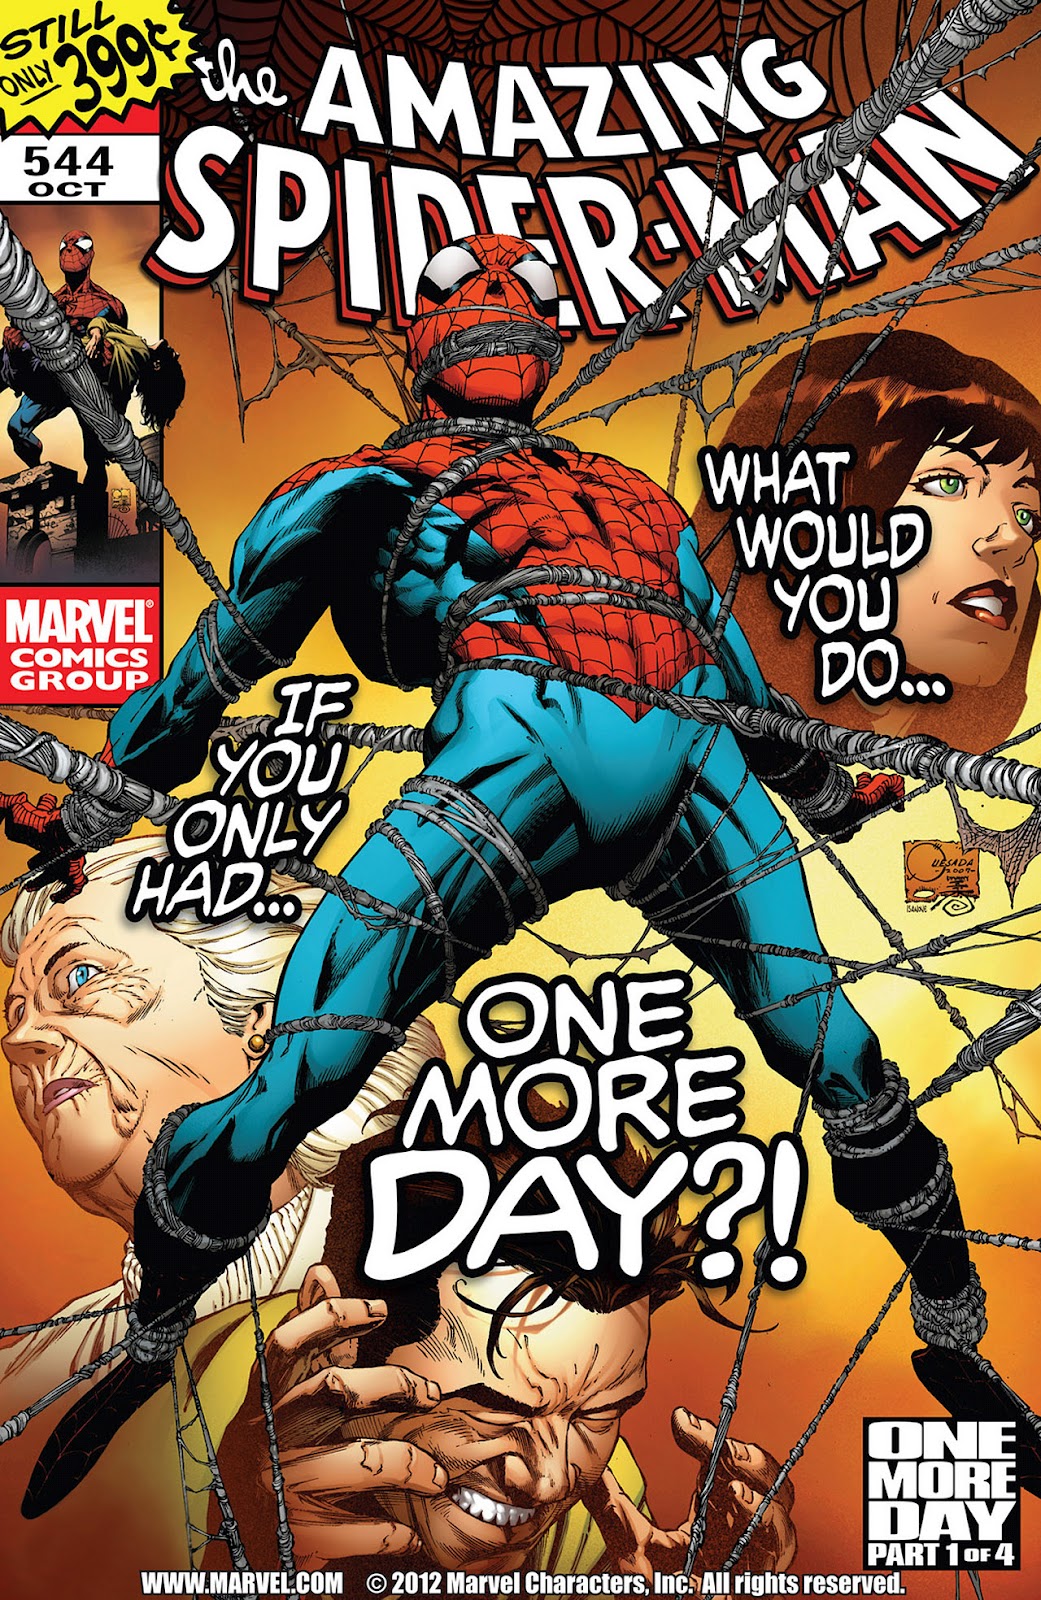 STILL
ONLY 399¢
544
OCT
the
AMAZING
SPIDER-MAN
MARVEL®
COMICS
GROUP
WHAT
WOULD
YOU
DO...
IF
YOU
ONLY
HAD...
QUESADA
2007
ONE
MORE
DAY?!
ONE
MORE
DAY
PART 1 OF 4
WWW.MARVEL.COM © 2012 Marvel Characters, Inc. All rights reserved.